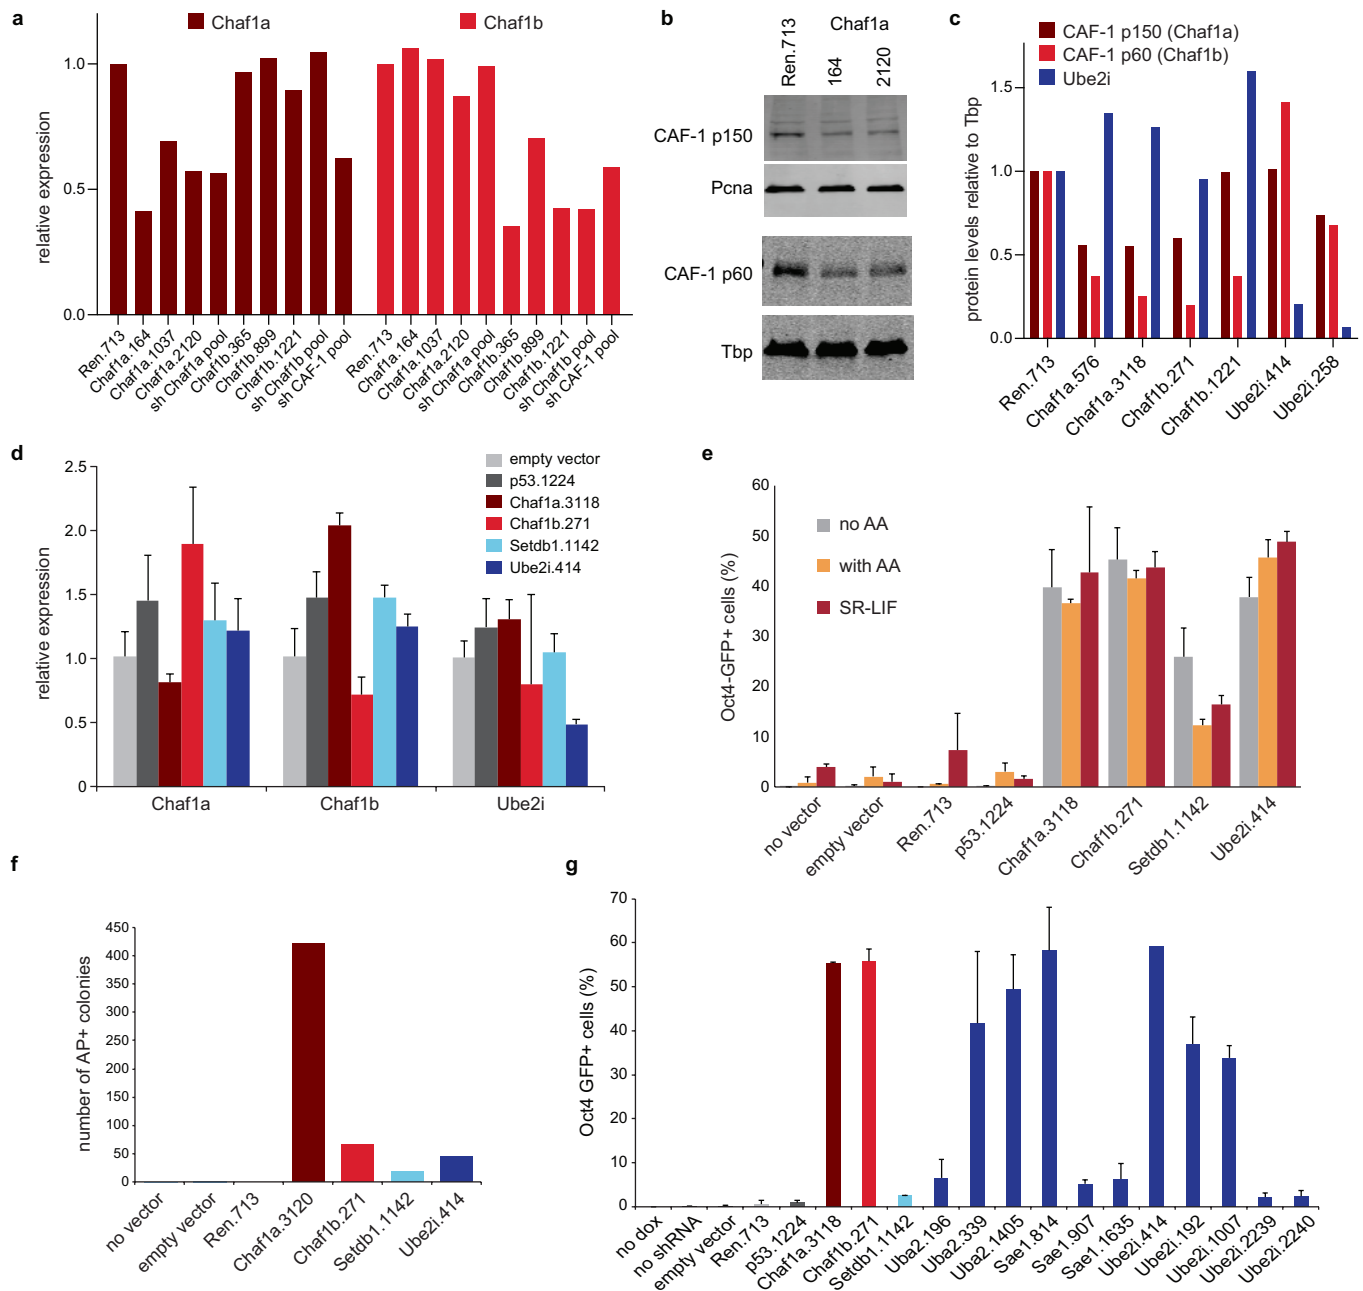 a
Chaf1a
Chaf1b
relative expression
1.0
0.5
0.0
Ren.713
Chaf1a.164
Chaf1a.1037
Chaf1a.2120
sh Chaf1a pool
Chaf1b.365
Chaf1b.899
Chaf1b.1221
sh Chaf1b pool
sh CAF-1 pool
Ren.713
Chaf1a.164
Chaf1a.1037
Chaf1a.2120
sh Chaf1a pool
Chaf1b.365
Chaf1b.899
Chaf1b.1221
sh Chaf1b pool
sh CAF-1 pool
b
Chaf1a
Ren.713
164
2120
CAF-1 p150
Pcna
CAF-1 p60
Tbp
c
CAF-1 p150 (Chaf1a)
CAF-1 p60 (Chaf1b)
Ube2i
protein levels relative to Tbp
1.5
1.0
0.5
0.0
Ren.713
Chaf1a.576
Chaf1a.3118
Chaf1b.271
Chaf1b.1221
Ube2i.414
Ube2i.258
d
empty vector
p53.1224
Chaf1a.3118
Chaf1b.271
Setdb1.1142
Ube2i.414
relative expression
2.5
2.0
1.5
1.0
0.5
0
Chaf1a
Chaf1b
Ube2i
e
no AA
with AA
SR-LIF
Oct4-GFP+ cells (%)
60
50
40
30
20
10
0
no vector
empty vector
Ren.713
p53.1224
Chaf1a.3118
Chaf1b.271
Setdb1.1142
Ube2i.414
f
number of AP+ colonies
450
400
350
300
250
200
150
100
50
0
no vector
empty vector
Ren.713
Chaf1a.3120
Chaf1b.271
Setdb1.1142
Ube2i.414
g
Oct4 GFP+ cells (%)
70
60
50
40
30
20
10
0
no dox
no shRNA
empty vector
Ren.713
p53.1224
Chaf1a.3118
Chaf1b.271
Setdb1.1142
Uba2.196
Uba2.339
Uba2.1405
Sae1.814
Sae1.907
Sae1.1635
Ube2i.414
Ube2i.192
Ube2i.1007
Ube2i.2239
Ube2i.2240